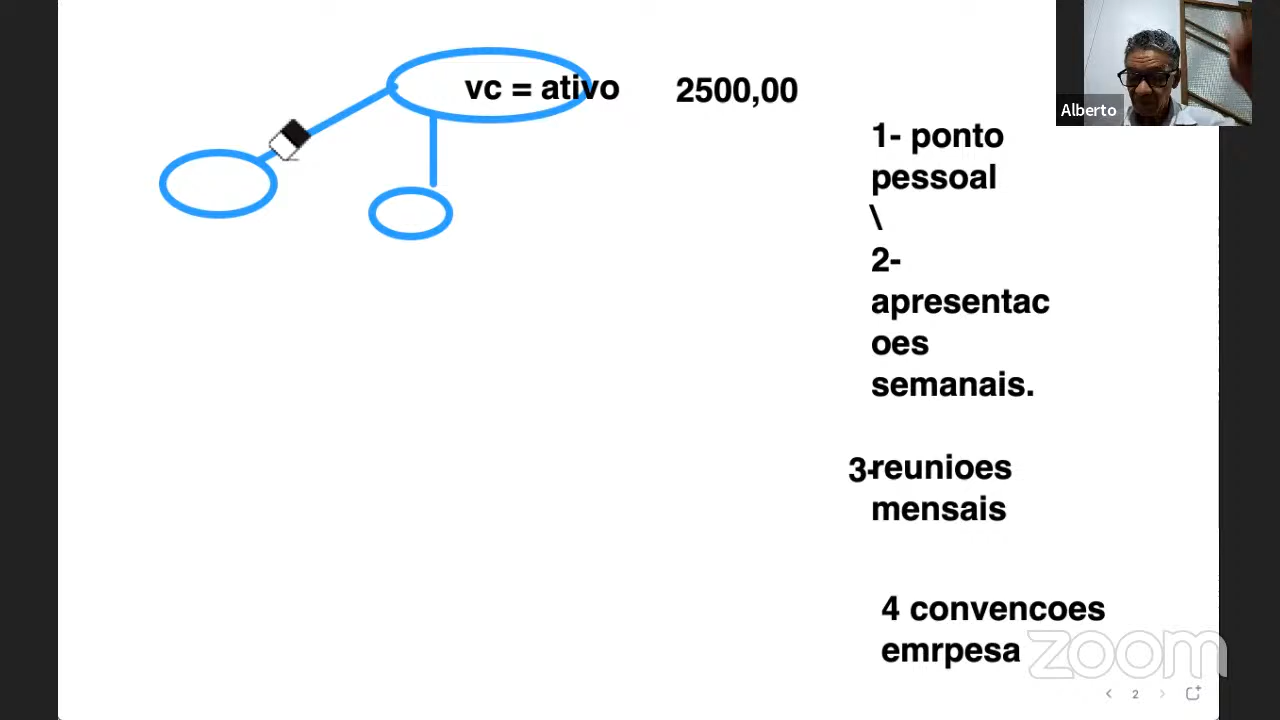 vc = ativo
2500,00
Alberto
1- ponto
pessoal
\
2-
apresentac
oes
semanais.
3-
reunioes
mensais
4 convencoes
emrpesa
zoom
2